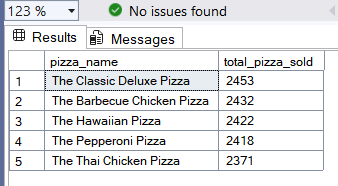 123 %
No issues found
Results Messages
pizza_name total_pizza_sold
1 The Classic Deluxe Pizza 2453
2 The Barbecue Chicken Pizza 2432
3 The Hawaiian Pizza 2422
4 The Pepperoni Pizza 2418
5 The Thai Chicken Pizza 2371